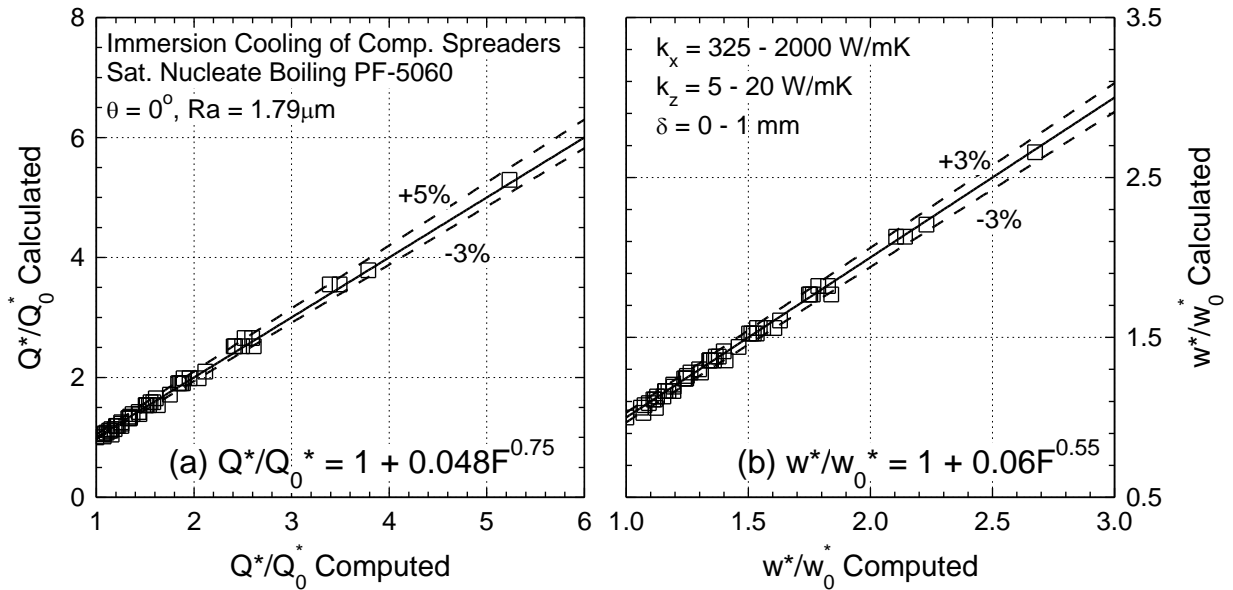 Immersion Cooling of Comp. Spreaders
Sat. Nucleate Boiling PF-5060
θ = 0°, Ra = 1.79μm
+5%
-3%
(a) Q*/Q₀* = 1 + 0.048F^0.75
8
6
4
2
0
1 2 3 4 5 6
Q*/Q₀* Calculated
Q*/Q₀* Computed
kₓ = 325 - 2000 W/mK
k_z = 5 - 20 W/mK
δ = 0 - 1 mm
+3%
-3%
(b) w*/w₀* = 1 + 0.06F^0.55
3.5
2.5
1.5
0.5
1.0 1.5 2.0 2.5 3.0
w*/w₀* Calculated
w*/w₀* Computed